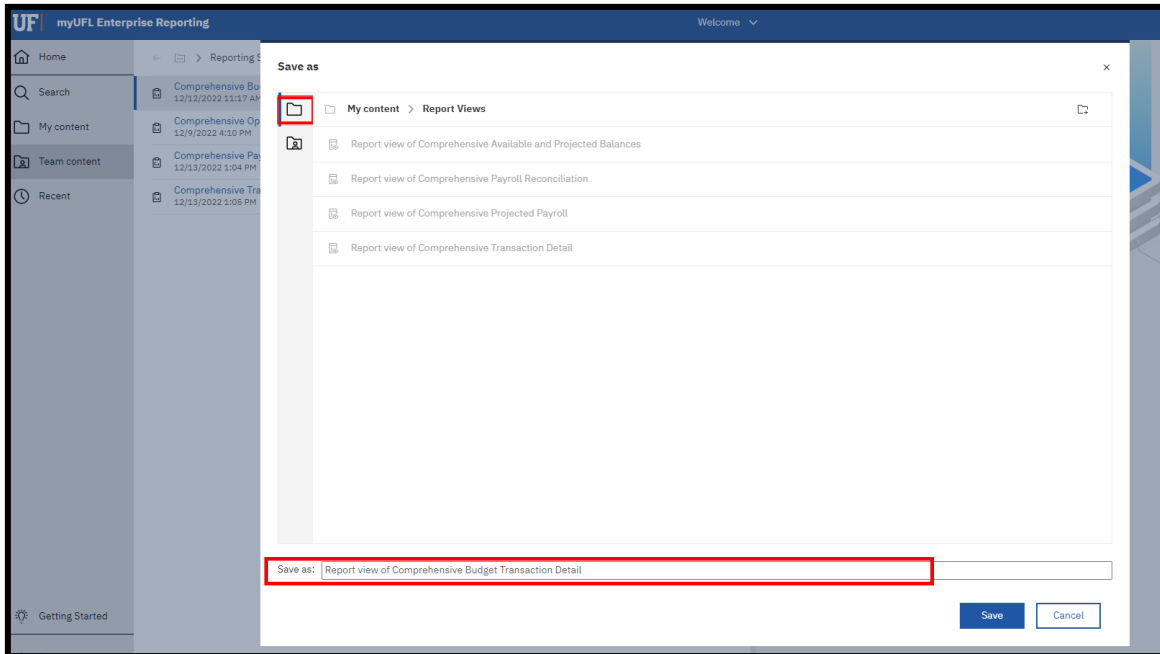 UF myUFL Enterprise Reporting
Welcome
Home
Search
My content
Team content
Recent
Getting Started
Reporting S
Comprehensive Bu
12/12/2022 11:17 AM
Comprehensive Op
12/9/2022 4:10 PM
Comprehensive Pay
12/13/2022 1:04 PM
Comprehensive Tra
12/13/2022 1:05 PM
Save as
My content > Report Views
Report view of Comprehensive Available and Projected Balances
Report view of Comprehensive Payroll Reconciliation
Report view of Comprehensive Projected Payroll
Report view of Comprehensive Transaction Detail
Save as: Report view of Comprehensive Budget Transaction Detail
Save Cancel